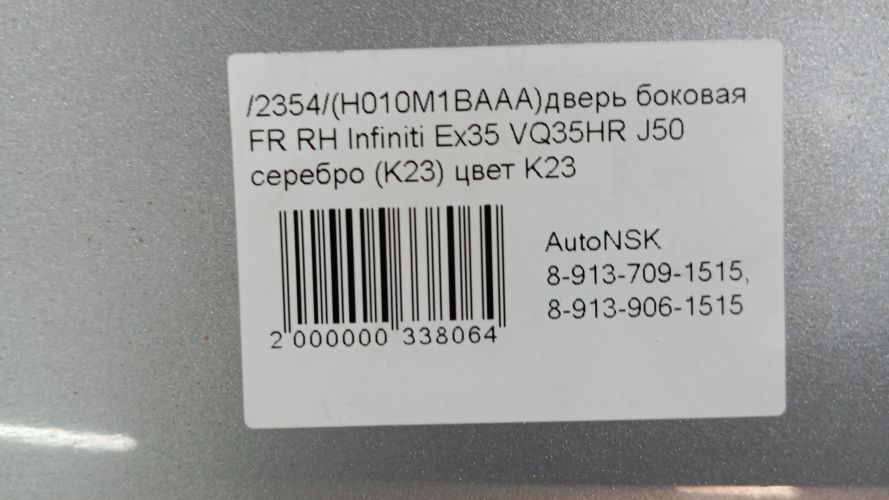 /2354/(H010M1BAAA)дверь боковая
FR RH Infiniti Ex35 VQ35HR J50
серебро (K23) цвет K23
AutoNSK
8-913-709-1515,
8-913-906-1515
2 000000 338064